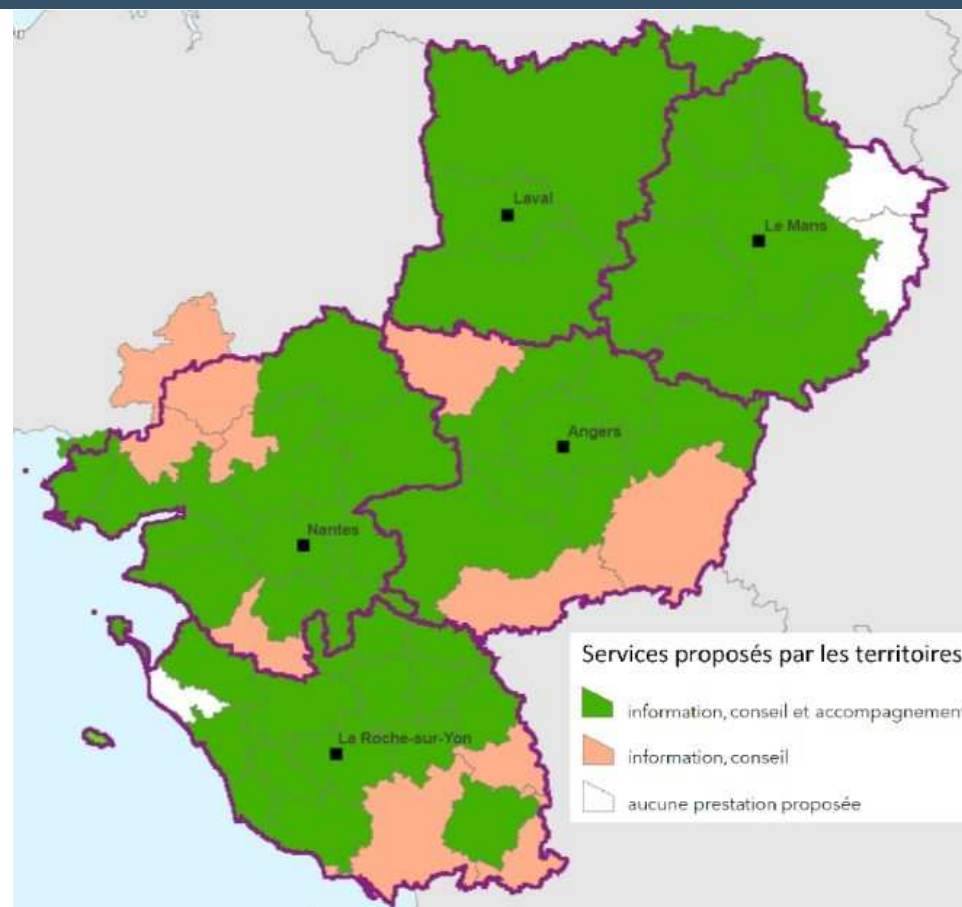 Laval
Le Mans
Angers
Nantes
La Roche-sur-Yon
Services proposés par les territoires
information, conseil et accompagnement
information, conseil
aucune prestation proposée